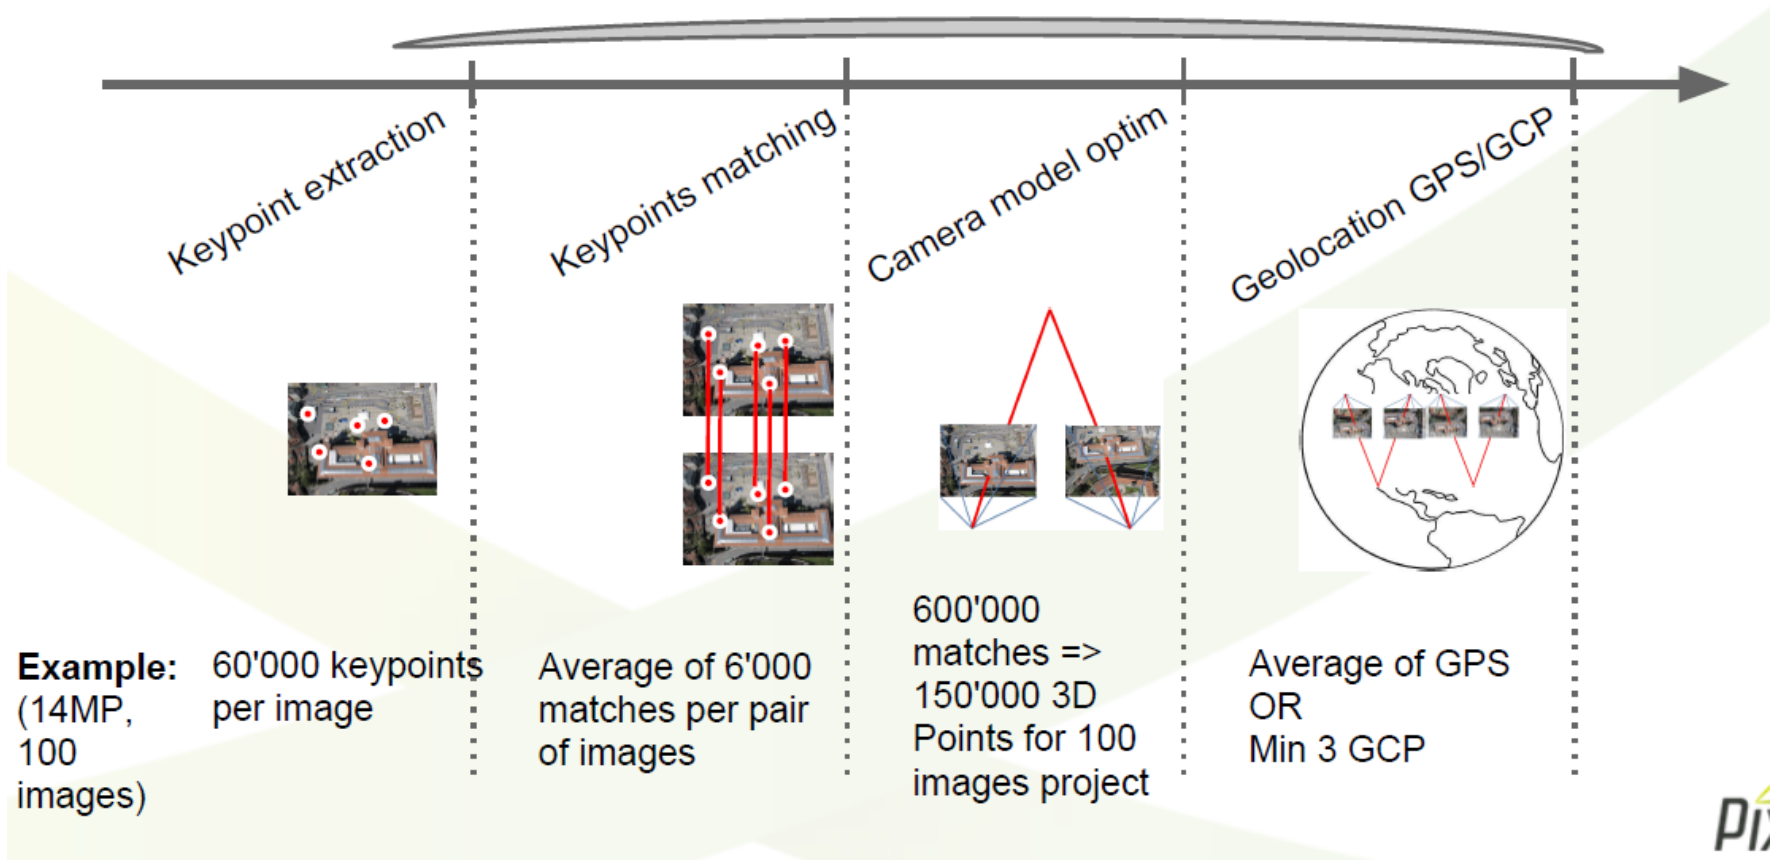 Keypoint extraction
Keypoints matching
Camera model optim
Geolocation GPS/GCP
Example:
(14MP,
100
images)
60'000 keypoints
per image
Average of 6'000
matches per pair
of images
600'000
matches =>
150'000 3D
Points for 100
images project
Average of GPS
OR
Min 3 GCP